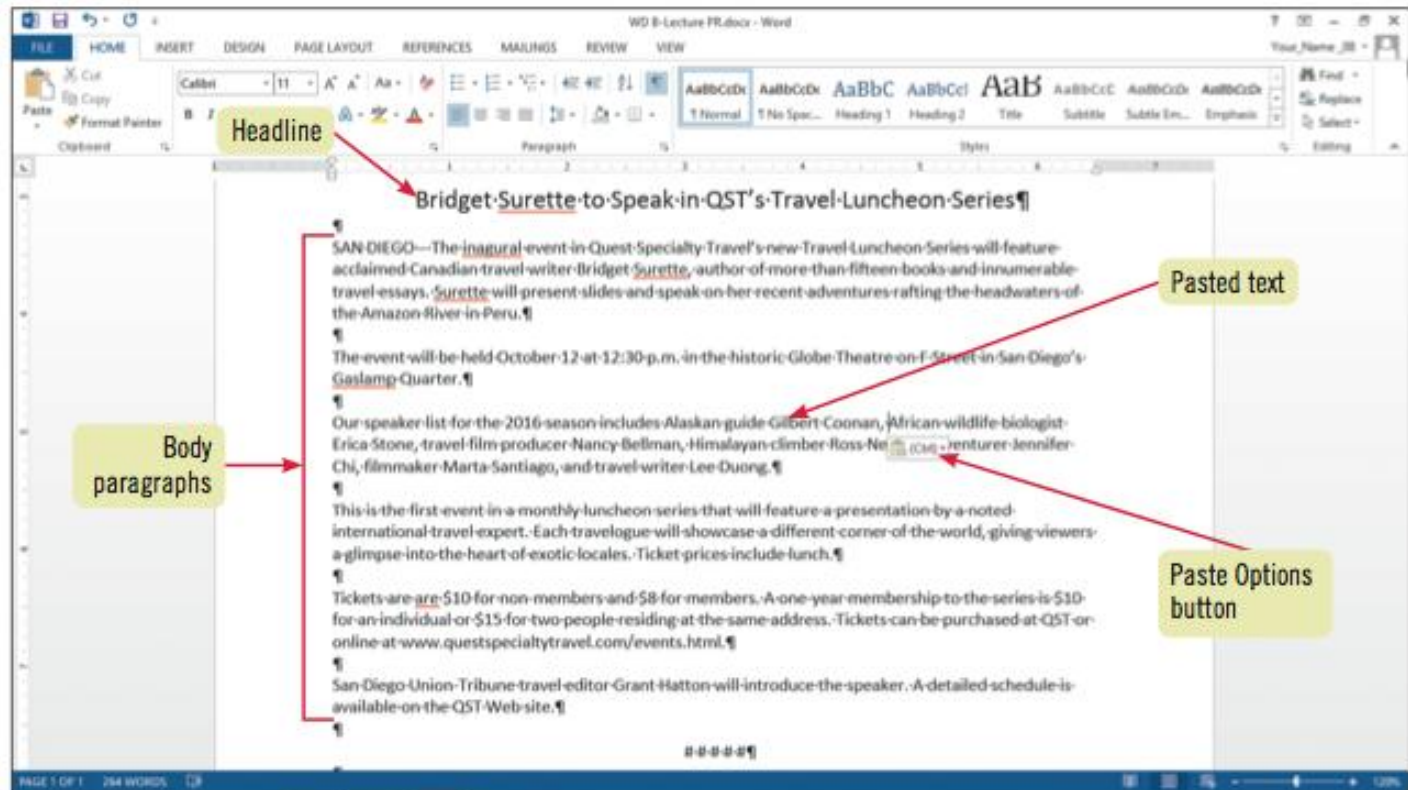 WD B-Lecture PR.docx - Word
FILE HOME INSERT DESIGN PAGE LAYOUT REFERENCES MAILINGS REVIEW VIEW
Your_Name_
Paste
Cut
Copy
Format Painter
Clipboard
Calibri 11
B
Paragraph
AaBbCcDc AaBbCcDc AaBbC AaBbCcI AaB AaBbCcC AaBbCcDc AaBbCcDc
¶ Normal ¶ No Spac... Heading 1 Heading 2 Title Subtitle Subtle Em... Emphasis
Styles
Find
Replace
Select
Editing
Headline
Bridget·Surette·to·Speak·in·QST's·Travel·Luncheon·Series¶
¶
SAN·DIEGO·--·The·inagural·event·in·Quest·Specialty·Travel's·new·Travel·Luncheon·Series·will·feature·
acclaimed·Canadian·travel·writer·Bridget·Surette,·author·of·more·than·fifteen·books·and·innumerable·
travel·essays.·Surette·will·present·slides·and·speak·on·her·recent·adventures·rafting·the·headwaters·of·
the·Amazon·River·in·Peru.¶
¶
The·event·will·be·held·October·12·at·12:30·p.m.·in·the·historic·Globe·Theatre·on·F·Street·in·San·Diego's·
Gaslamp·Quarter.¶
¶
Our·speaker·list·for·the·2016·season·includes·Alaskan·guide·Gilbert·Coonan,·African·wildlife·biologist·
Erica·Stone,·travel·film·producer·Nancy·Bellman,·Himalayan·climber·Ross·Ne (Ctrl) venturer·Jennifer·
Chi,·filmmaker·Marta·Santiago,·and·travel·writer·Lee·Duong.¶
¶
This·is·the·first·event·in·a·monthly·luncheon·series·that·will·feature·a·presentation·by·a·noted·
international·travel·expert.·Each·travelogue·will·showcase·a·different·corner·of·the·world,·giving·viewers·
a·glimpse·into·the·heart·of·exotic·locales.·Ticket·prices·include·lunch.¶
¶
Tickets·are·are·$10·for·non·members·and·$8·for·members.·A·one·year·membership·to·the·series·is·$10·
for·an·individual·or·$15·for·two·people·residing·at·the·same·address.·Tickets·can·be·purchased·at·QST·or·
online·at·www.questspecialtytravel.com/events.html.¶
¶
San·Diego·Union·Tribune·travel·editor·Grant·Hatton·will·introduce·the·speaker.·A·detailed·schedule·is·
available·on·the·QST·Web·site.¶
¶
#·#·#·#·#¶
Body
paragraphs
Pasted text
Paste Options
button
PAGE 1 OF 1 264 WORDS
120%